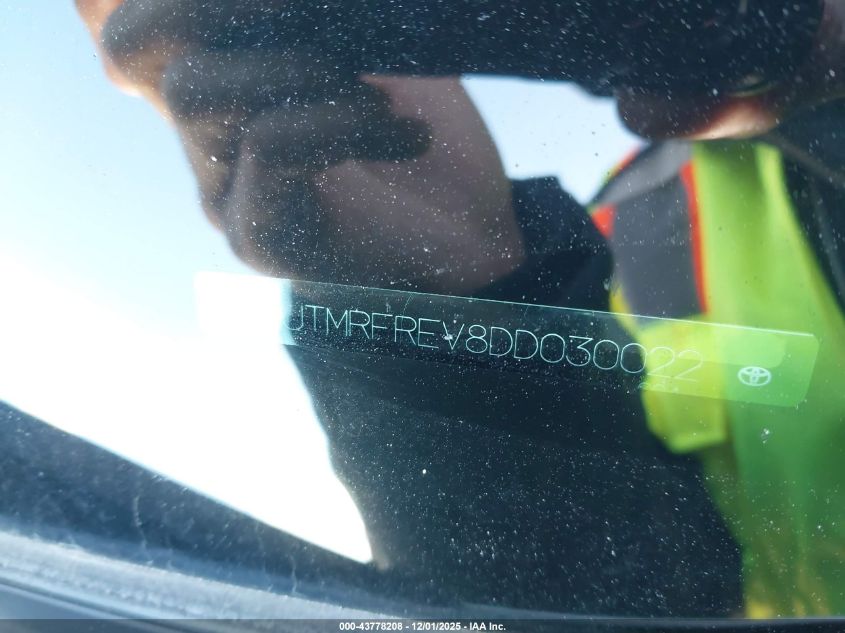 JTMRFREV8DD030022
000-43778208 - 12/01/2025 - IAA Inc.